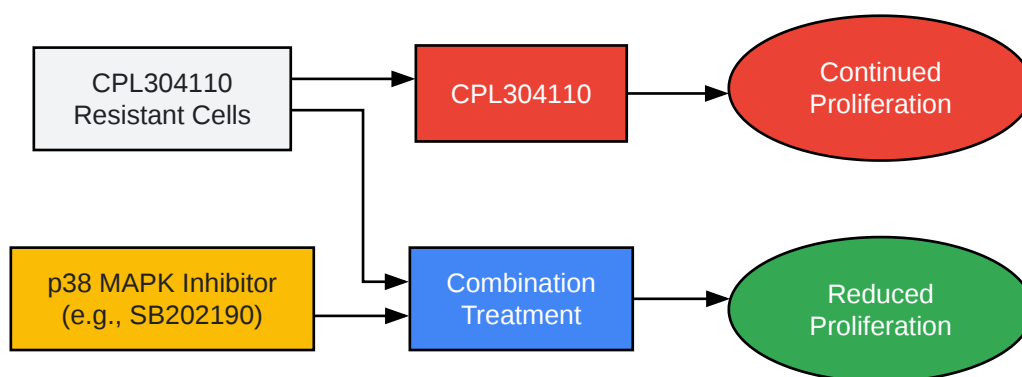 CPL304110
Resistant Cells
CPL304110
Continued
Proliferation
p38 MAPK Inhibitor
(e.g., SB202190)
Combination
Treatment
Reduced
Proliferation